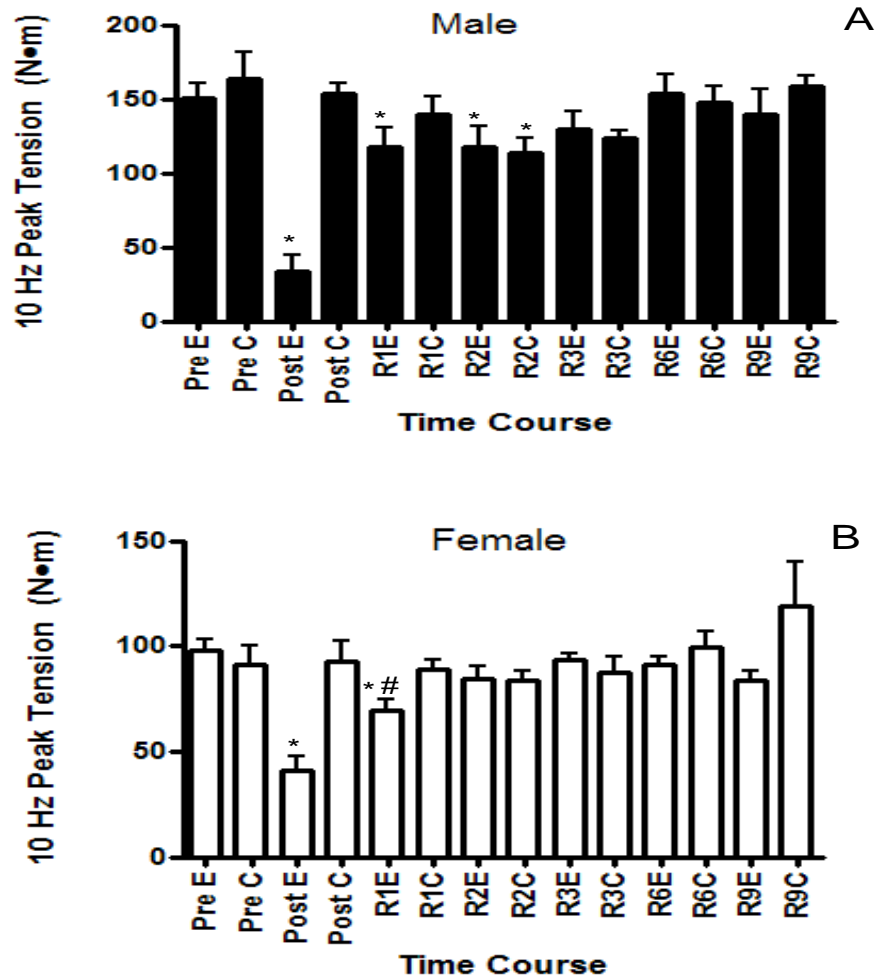 Male
A
10 Hz Peak Tension (N•m)
200
150
100
50
0
*
*
*
*
Pre E
Pre C
Post E
Post C
R1E
R1C
R2E
R2C
R3E
R3C
R6E
R6C
R9E
R9C
Time Course
Female
B
10 Hz Peak Tension (N•m)
150
100
50
0
*
* #
Pre E
Pre C
Post E
Post C
R1E
R1C
R2E
R2C
R3E
R3C
R6E
R6C
R9E
R9C
Time Course